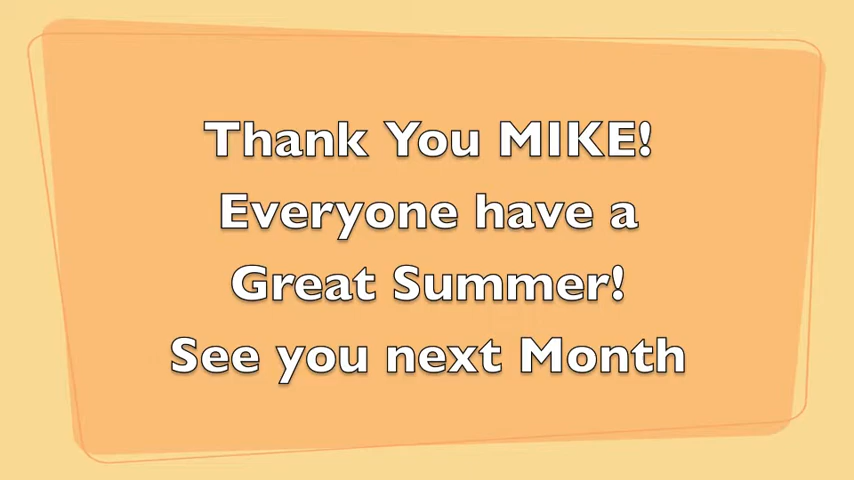 Thank You MIKE!
Everyone have a
Great Summer!
See you next Month